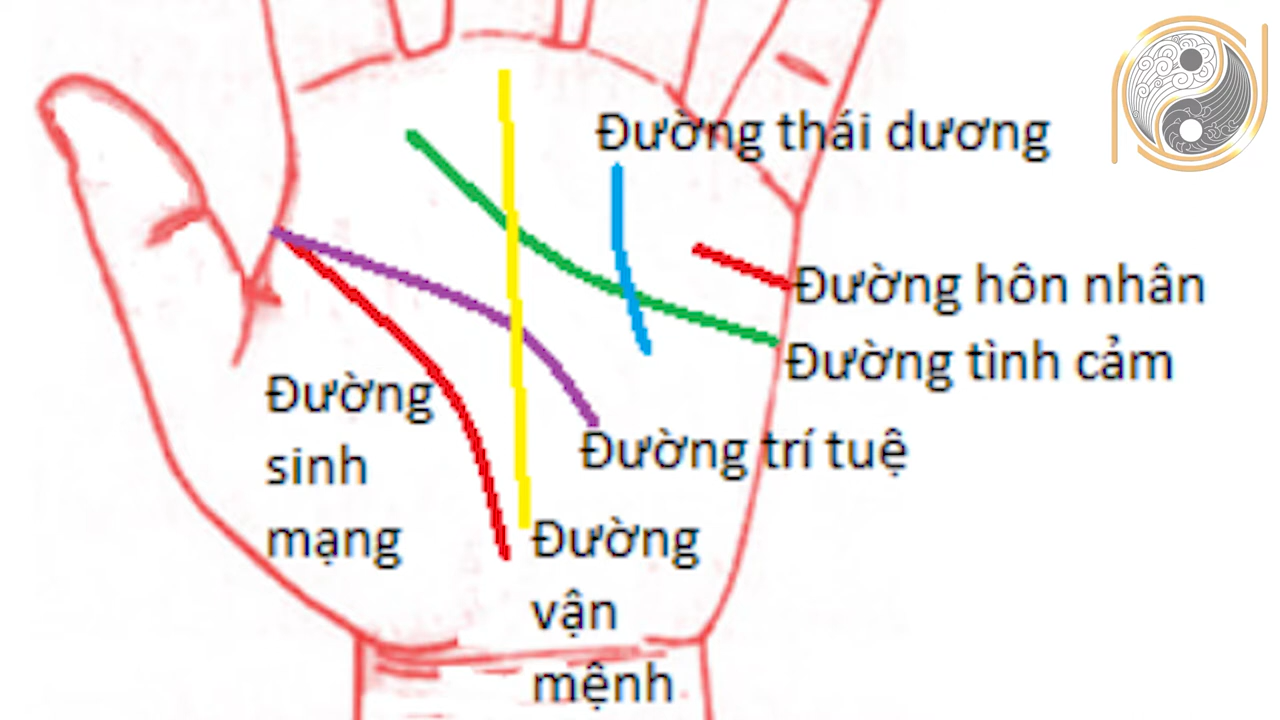 Đường thái dương
Đường hôn nhân
Đường tình cảm
Đường
sinh
mạng
Đường trí tuệ
Đường
vận
mệnh